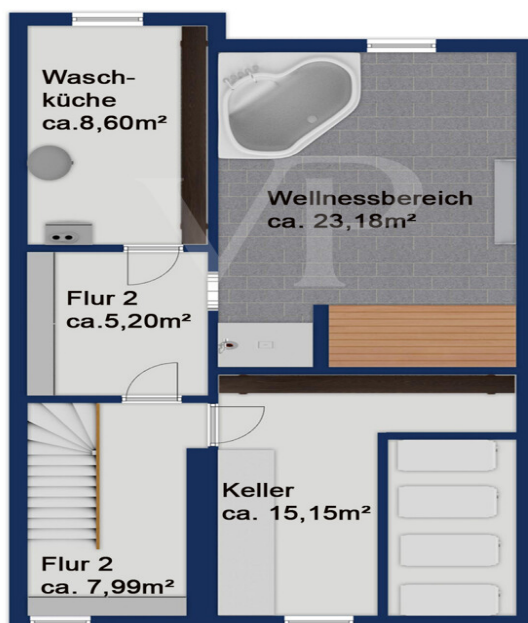 Wasch-
küche
ca.8,60m²
Wellnessbereich
ca. 23,18m²
Flur 2
ca.5,20m²
Keller
ca. 15,15m²
Flur 2
ca. 7,99m²
VP